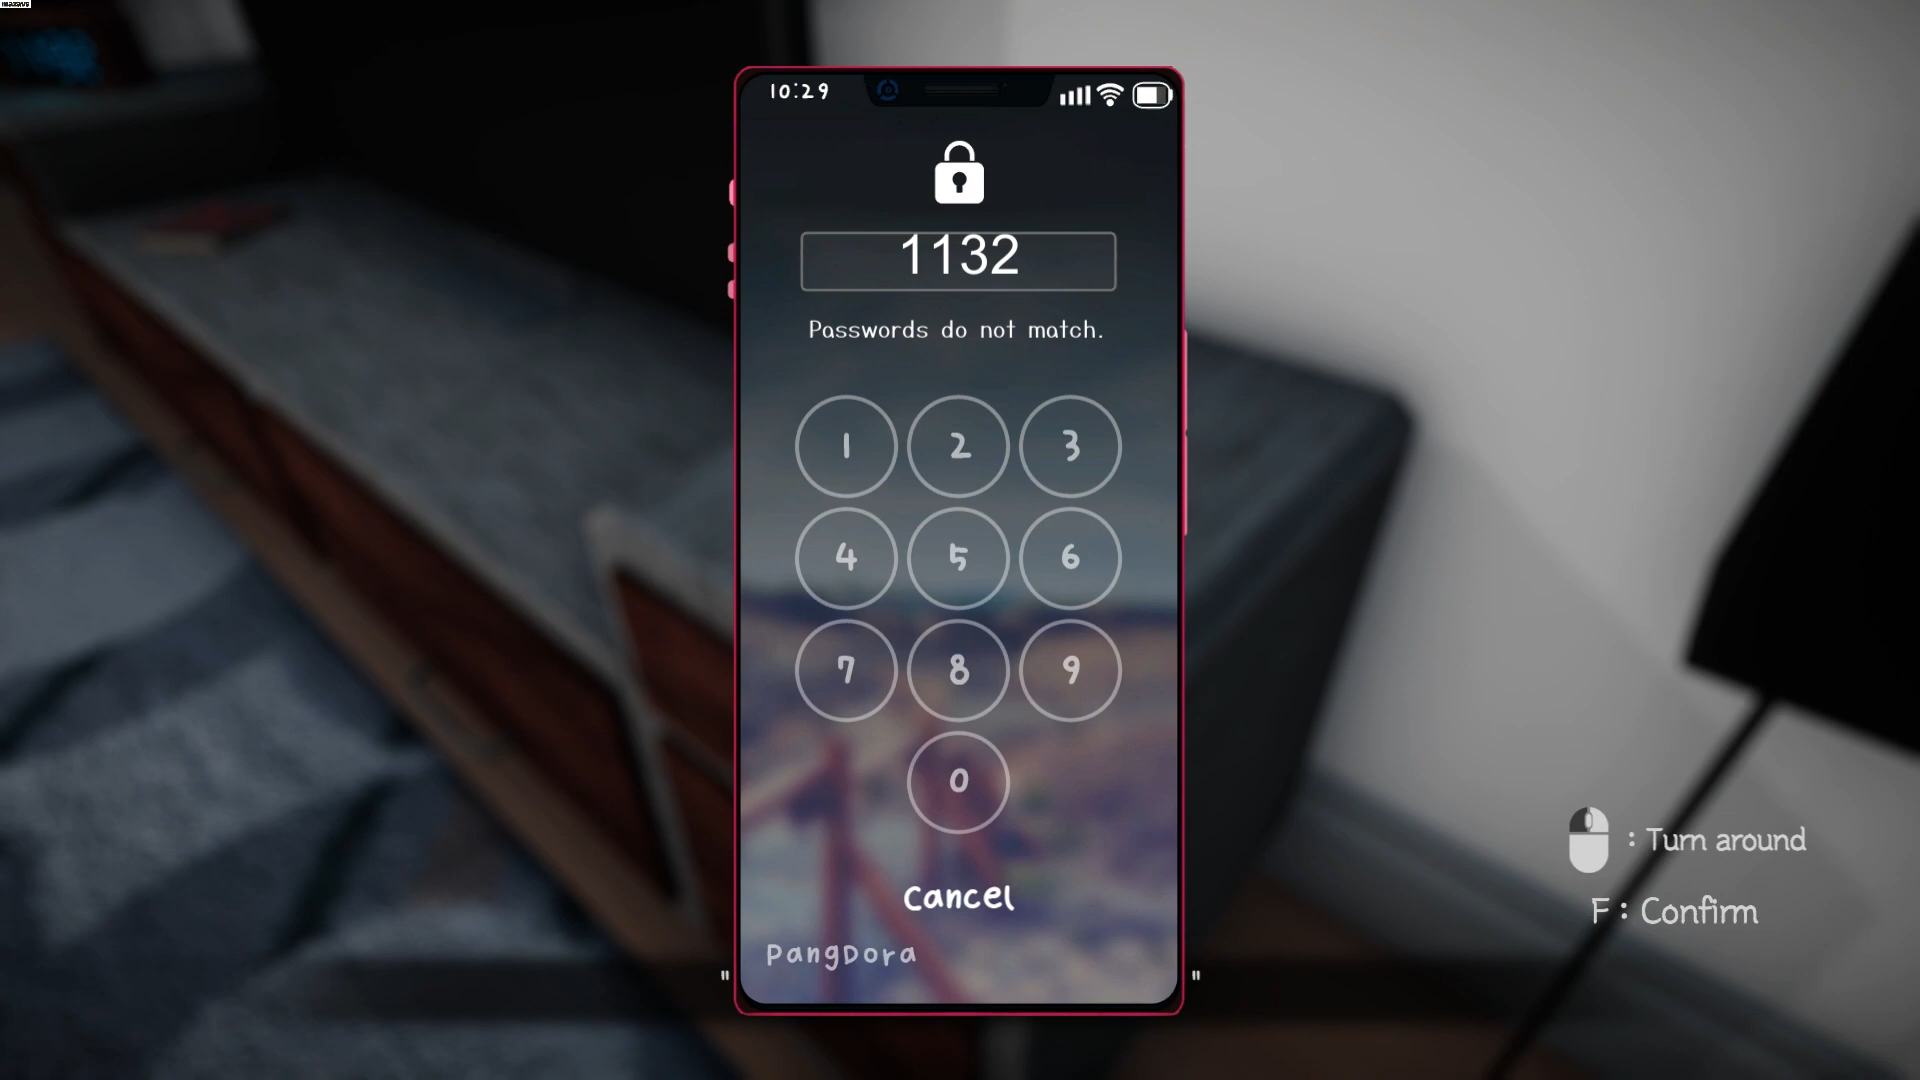 10:29
1132
Passwords do not match.
1 2 3
4 5 6
7 8 9
0
: Turn around
Cancel
F : Confirm
PangDora
" "